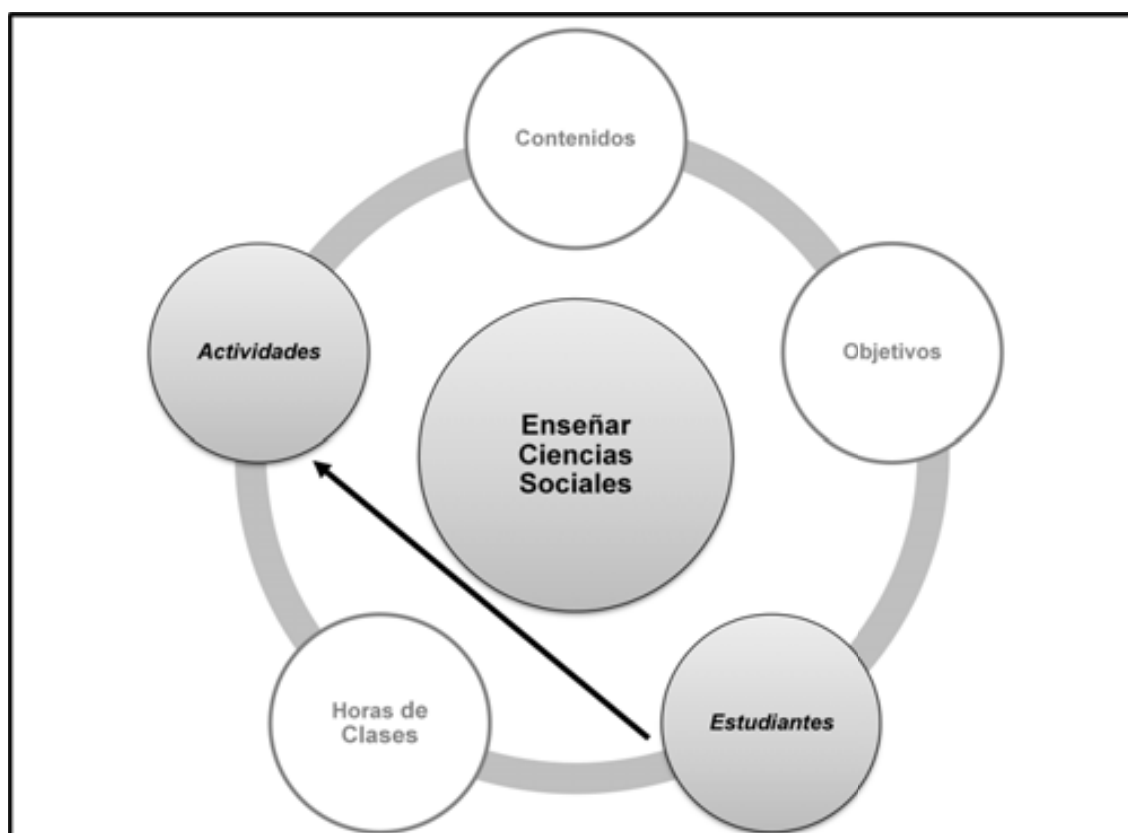 Contenidos
Actividades
Objetivos
Enseñar
Ciencias
Sociales
Horas de
Clases
Estudiantes